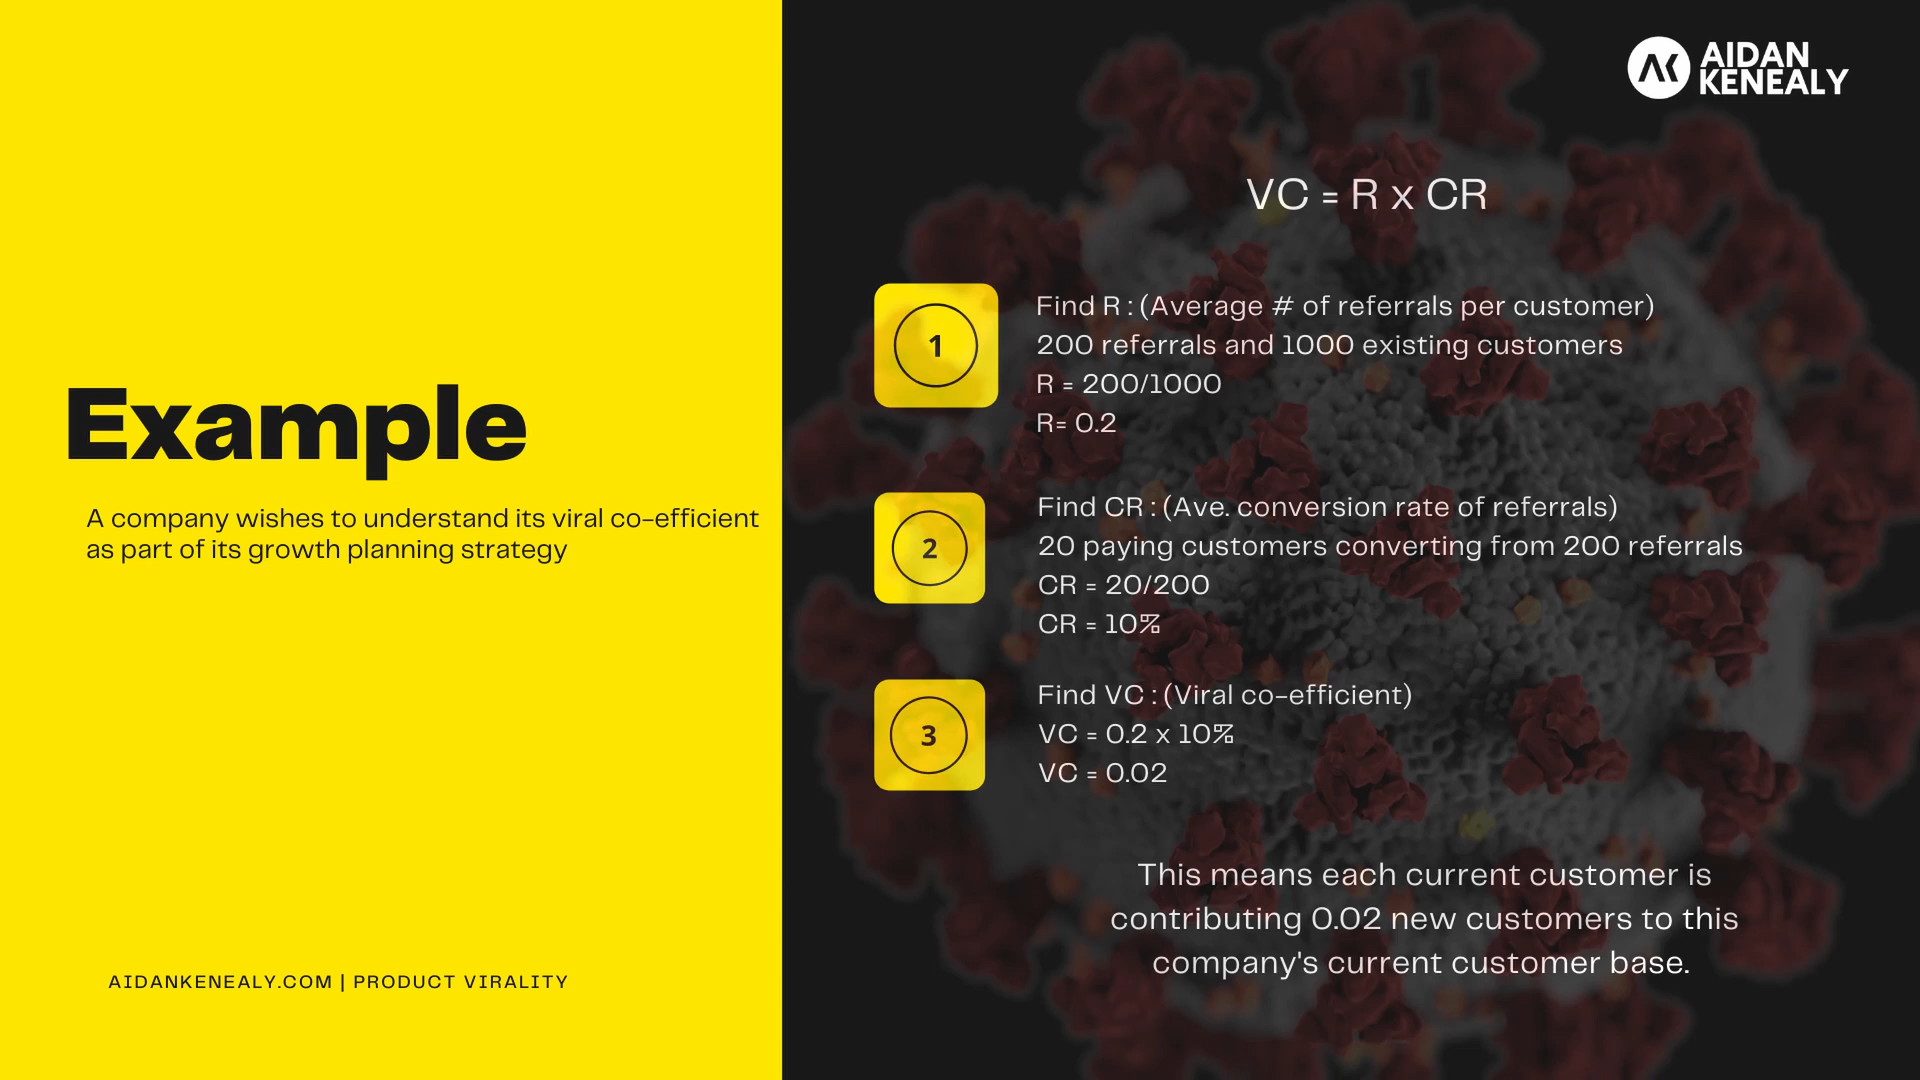 Example
A company wishes to understand its viral co-efficient
as part of its growth planning strategy
AIDANKENEALY.COM | PRODUCT VIRALITY
AK AIDAN
KENEALY
VC = R x CR
1
Find R : (Average # of referrals per customer)
200 referrals and 1000 existing customers
R = 200/1000
R= 0.2
2
Find CR : (Ave. conversion rate of referrals)
20 paying customers converting from 200 referrals
CR = 20/200
CR = 10%
3
Find VC : (Viral co-efficient)
VC = 0.2 x 10%
VC = 0.02
This means each current customer is
contributing 0.02 new customers to this
company's current customer base.